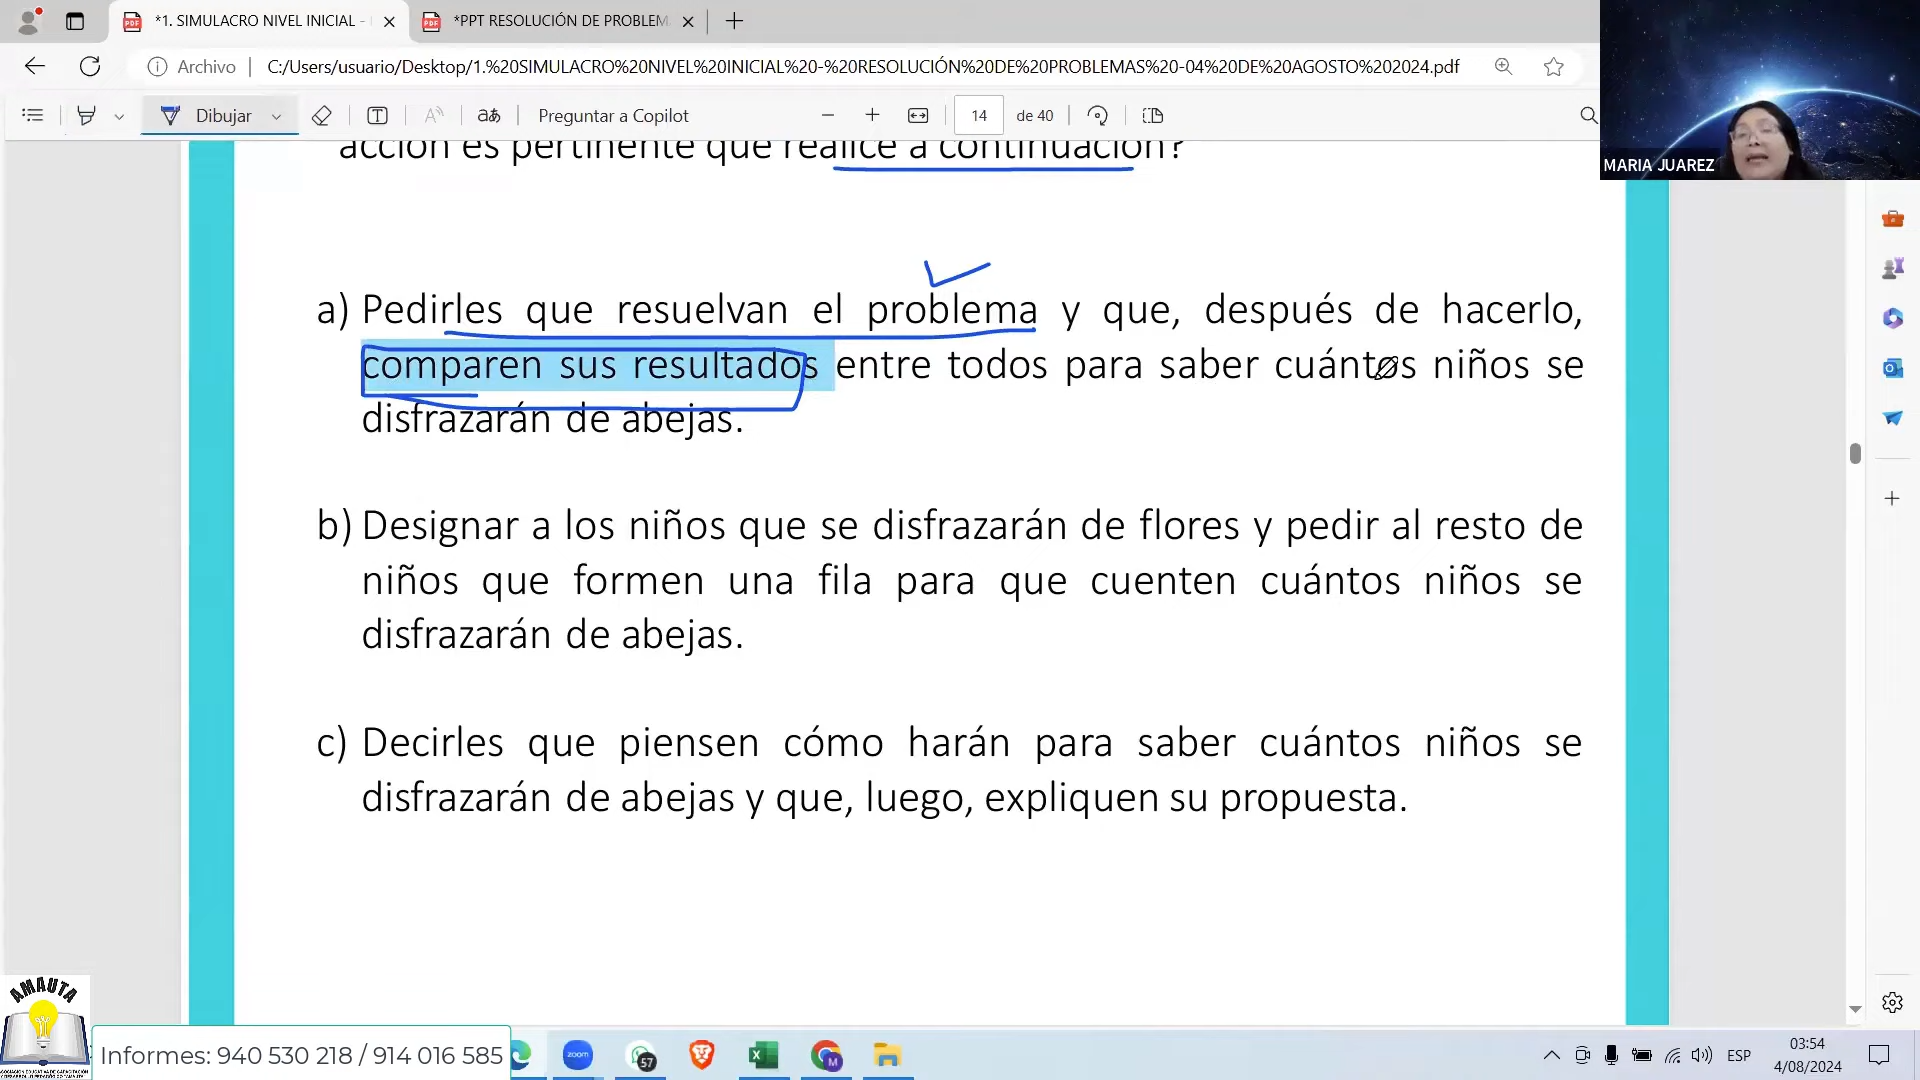 *1. SIMULACRO NIVEL INICIAL -
*PPT RESOLUCIÓN DE PROBLEM
Archivo
C:/Users/usuario/Desktop/1.%20SIMULACRO%20NIVEL%20INICIAL%20-%20RESOLUCIÓN%20DE%20PROBLEMAS%20-04%20DE%20AGOSTO%202024.pdf
Dibujar
Preguntar a Copilot
14
de 40
MARIA JUAREZ
acción es pertinente que realice a continuación?
a) Pedirles que resuelvan el problema y que, después de hacerlo,
comparen sus resultados entre todos para saber cuántos niños se
disfrazarán de abejas.
b) Designar a los niños que se disfrazarán de flores y pedir al resto de
niños que formen una fila para que cuenten cuántos niños se
disfrazarán de abejas.
c) Decirles que piensen cómo harán para saber cuántos niños se
disfrazarán de abejas y que, luego, expliquen su propuesta.
AMAUTA
Informes: 940 530 218 / 914 016 585
zoom
57
M
ESP
03:54
4/08/2024